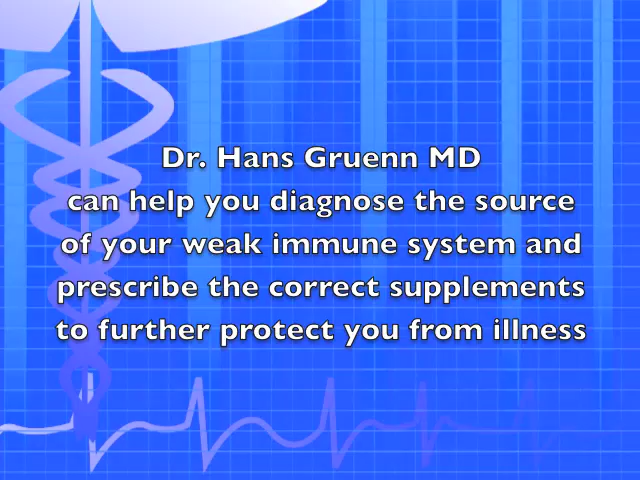 Dr. Hans Gruenn MD
can help you diagnose the source
of your weak immune system and
prescribe the correct supplements
to further protect you from illness